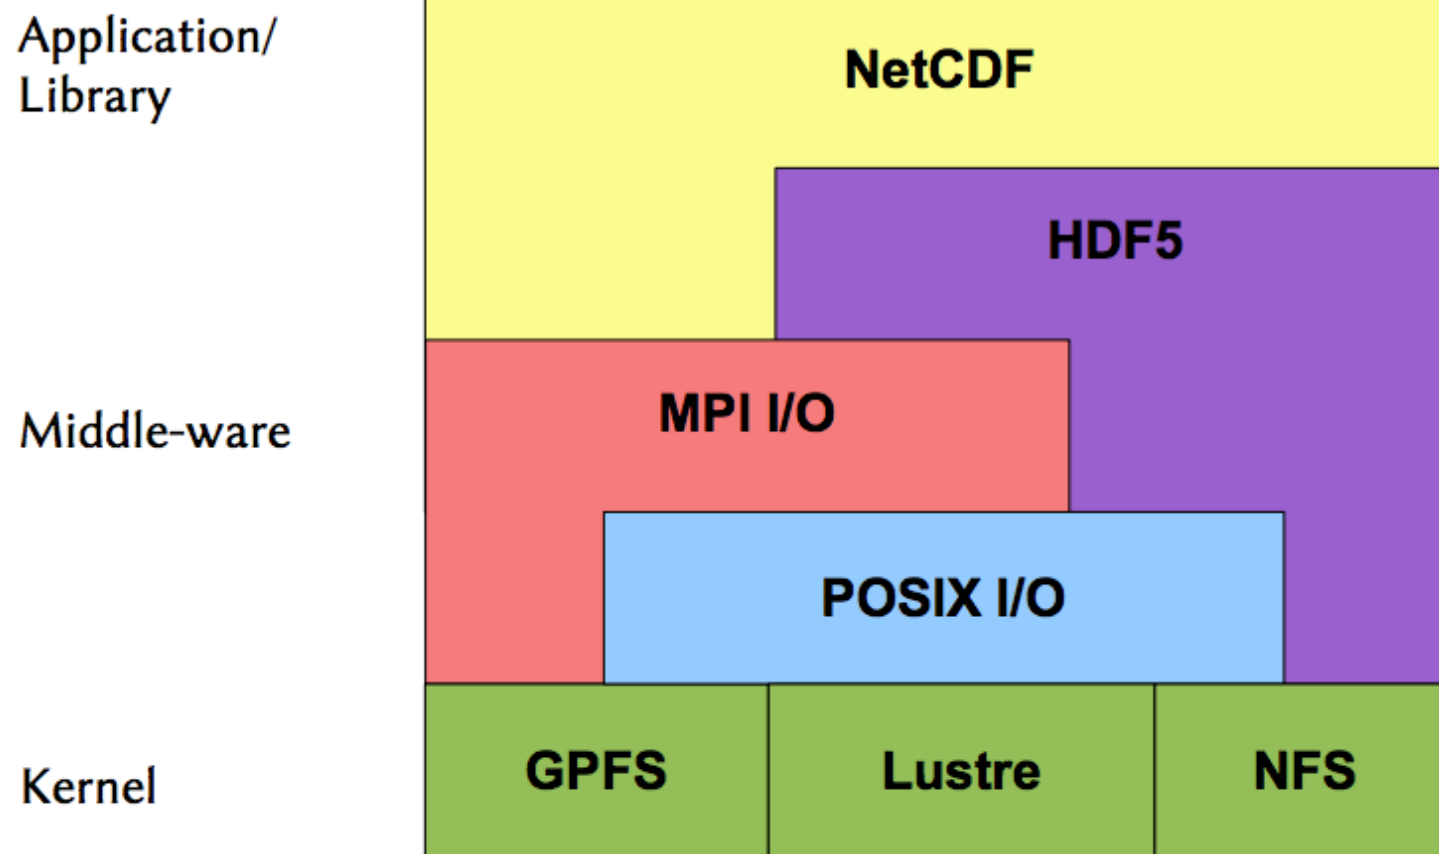 Application/
Library
NetCDF
HDF5
Middle-ware
MPI I/O
POSIX I/O
Kernel
GPFS
Lustre
NFS